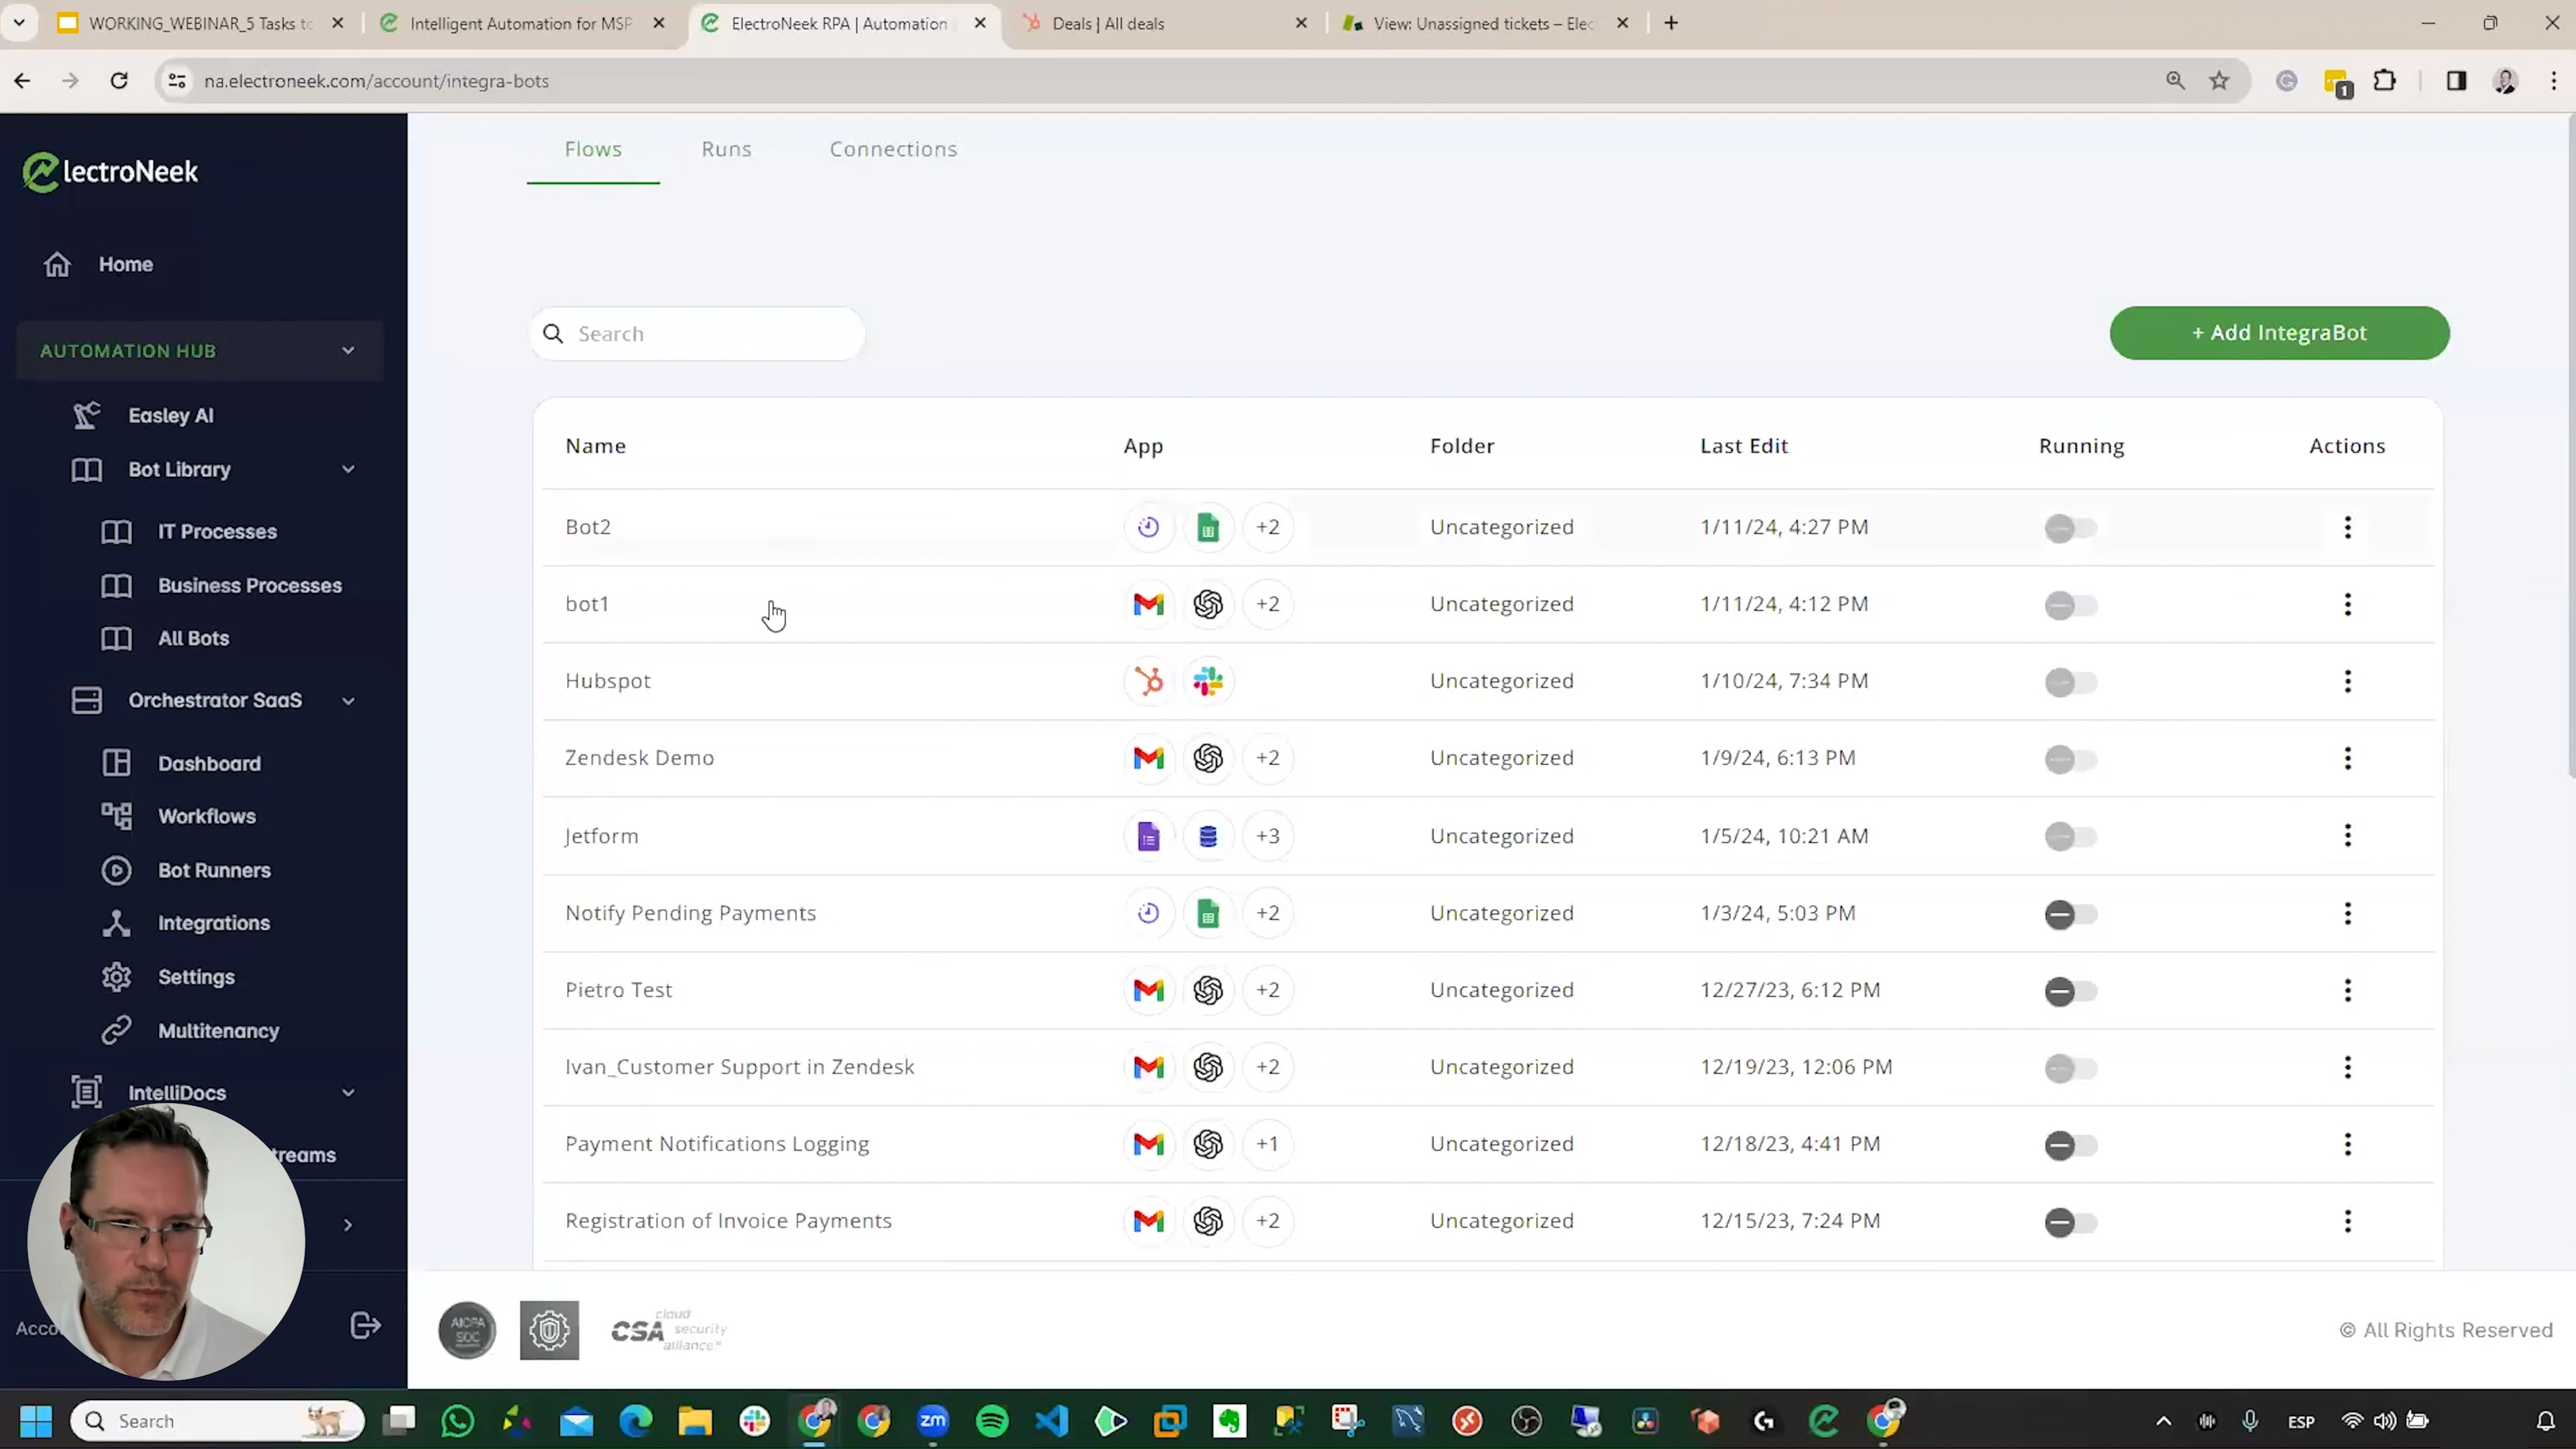 WORKING_WEBINAR_5 Tasks to
Intelligent Automation for MSP
ElectroNeek RPA | Automation
Deals | All deals
View: Unassigned tickets – Elec
na.electroneek.com/account/integra-bots
1
lectroNeek
Home
AUTOMATION HUB
Easley AI
Bot Library
IT Processes
Business Processes
All Bots
Orchestrator SaaS
Dashboard
Workflows
Bot Runners
Integrations
Settings
Multitenancy
IntelliDocs
treams
Acco
Flows Runs Connections
Search
+ Add IntegraBot
Name App Folder Last Edit Running Actions
Bot2 +2 Uncategorized 1/11/24, 4:27 PM
bot1 +2 Uncategorized 1/11/24, 4:12 PM
Hubspot Uncategorized 1/10/24, 7:34 PM
Zendesk Demo +2 Uncategorized 1/9/24, 6:13 PM
Jetform +3 Uncategorized 1/5/24, 10:21 AM
Notify Pending Payments +2 Uncategorized 1/3/24, 5:03 PM
Pietro Test +2 Uncategorized 12/27/23, 6:12 PM
Ivan_Customer Support in Zendesk +2 Uncategorized 12/19/23, 12:06 PM
Payment Notifications Logging +1 Uncategorized 12/18/23, 4:41 PM
Registration of Invoice Payments +2 Uncategorized 12/15/23, 7:24 PM
AICPA
SOC
CSA cloud security alliance
© All Rights Reserved
Search
zm
ESP